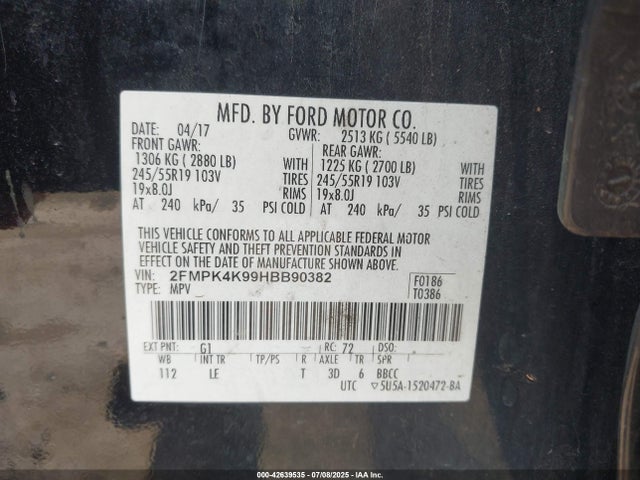 MFD. BY FORD MOTOR CO.
DATE: 04/17 GVWR: 2513 KG ( 5540 LB)
FRONT GAWR: REAR GAWR:
1306 KG ( 2880 LB) WITH 1225 KG ( 2700 LB) WITH
245/55R19 103V TIRES 245/55R19 103V TIRES
19x8.0J RIMS 19x8.0J RIMS
AT 240 kPa/ 35 PSI COLD AT 240 kPa/ 35 PSI COLD
THIS VEHICLE CONFORMS TO ALL APPLICABLE FEDERAL MOTOR
VEHICLE SAFETY AND THEFT PREVENTION STANDARDS IN
EFFECT ON THE DATE OF MANUFACTURE SHOWN ABOVE.
VIN: 2FMPK4K99HBB90382 F0186
TYPE: MPV T0386
EXT PNT: G1 RC: 72 DSO:
WB INT TR TP/PS R AXLE TR SPR
112 LE T 3D 6 BBCC
UTC 5U5A-1520472-BA
000-42639535 07/08/2025 IAA, Inc.